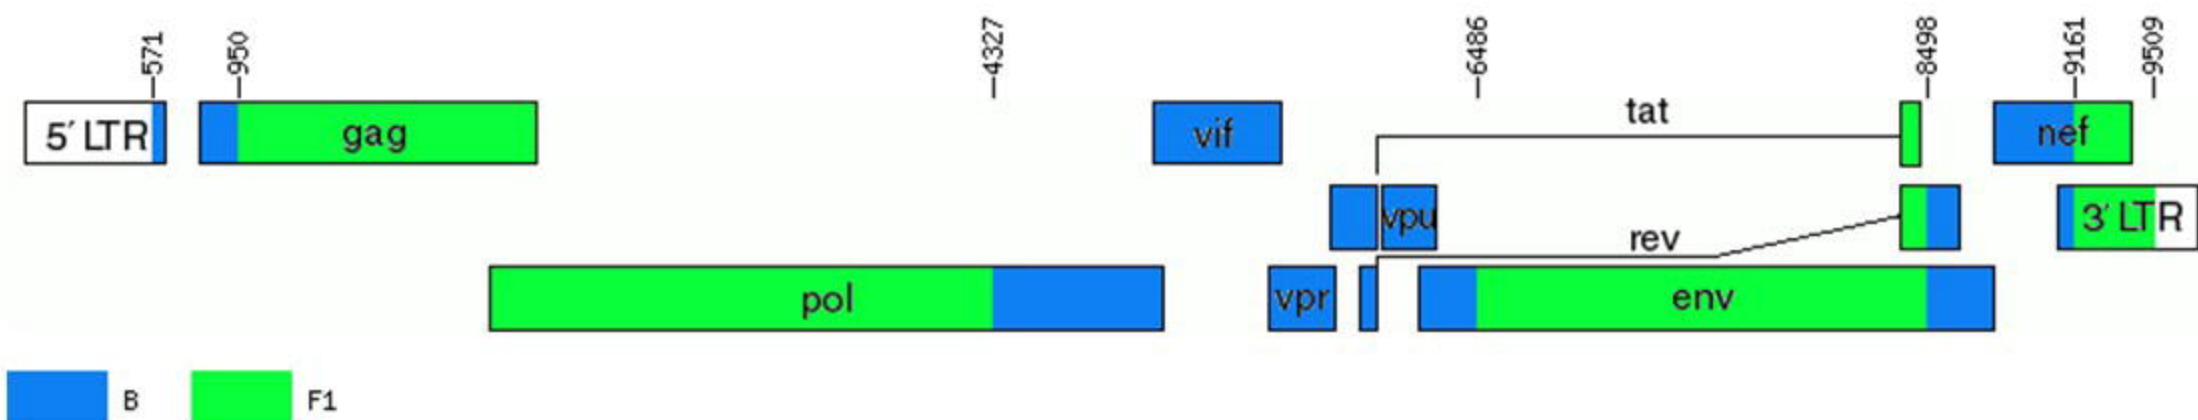 571
950
4327
6486
8498
9161
9509
5′ LTR
gag
vif
tat
nef
vpu
rev
3′ LTR
pol
vpr
env
B
F1